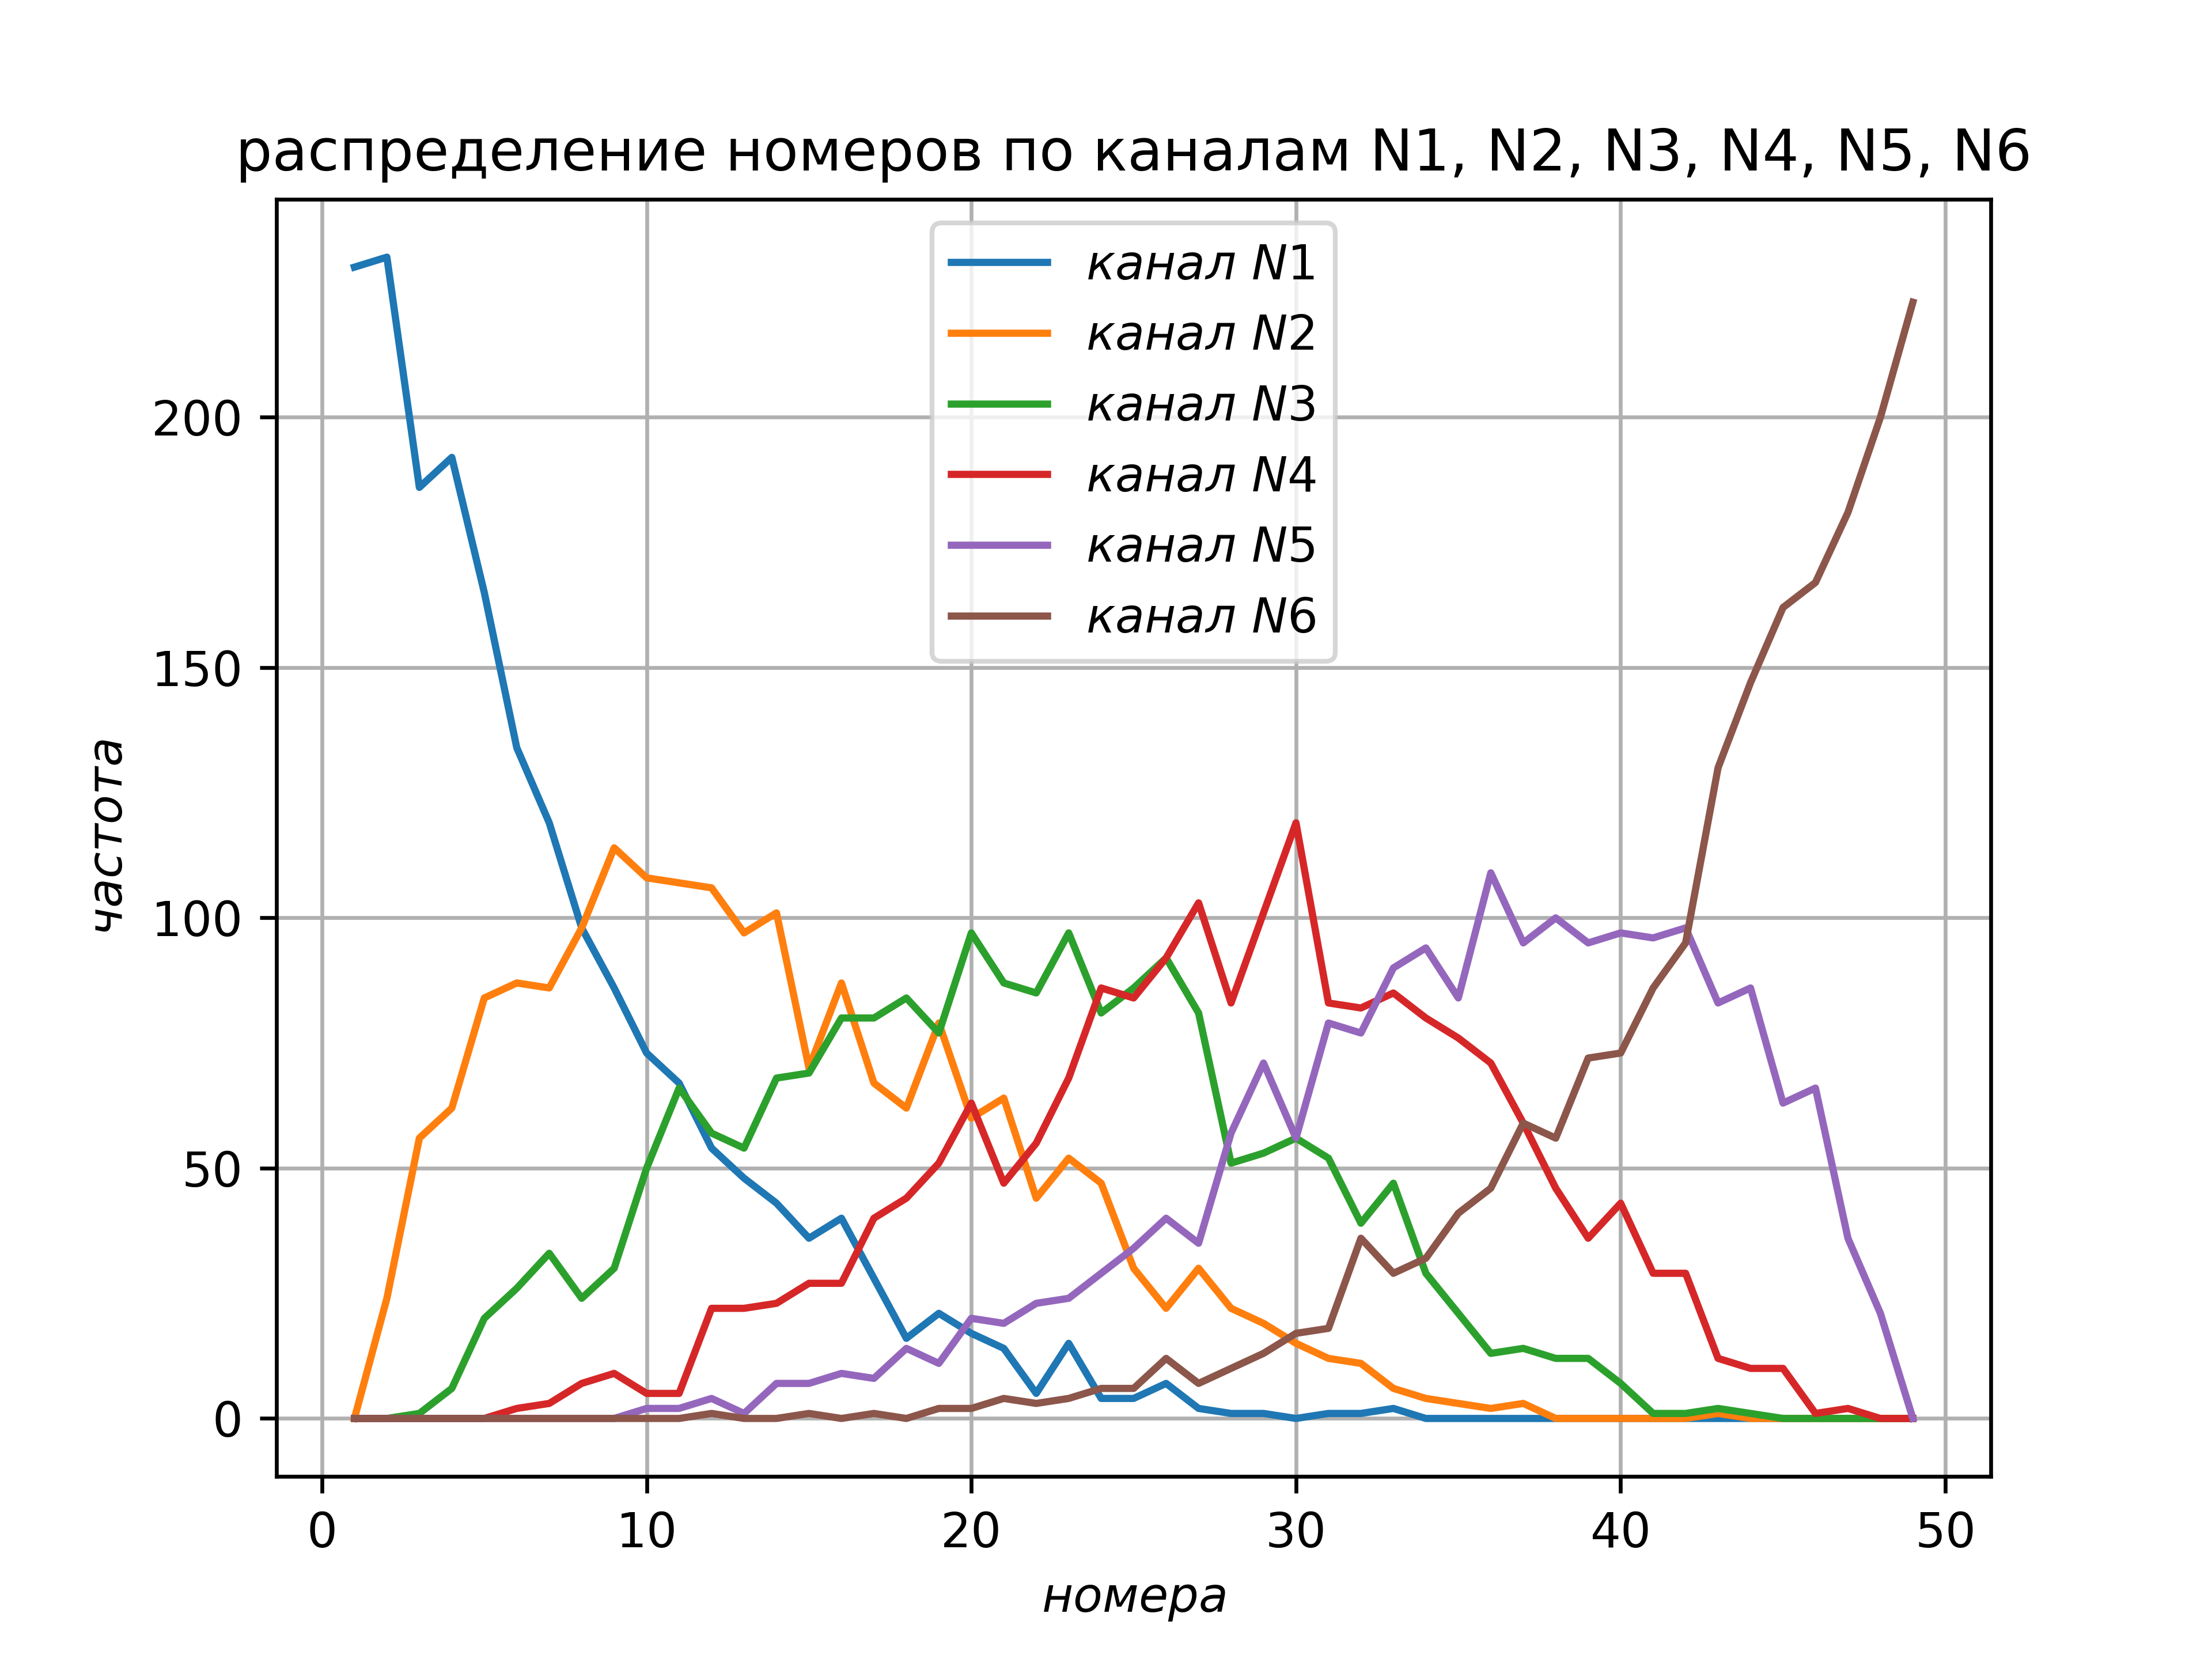 распределение номеров по каналам N1, N2, N3, N4, N5, N6
канал N1
канал N2
канал N3
канал N4
канал N5
канал N6
200
150
100
50
0
частота
0 10 20 30 40 50
номера